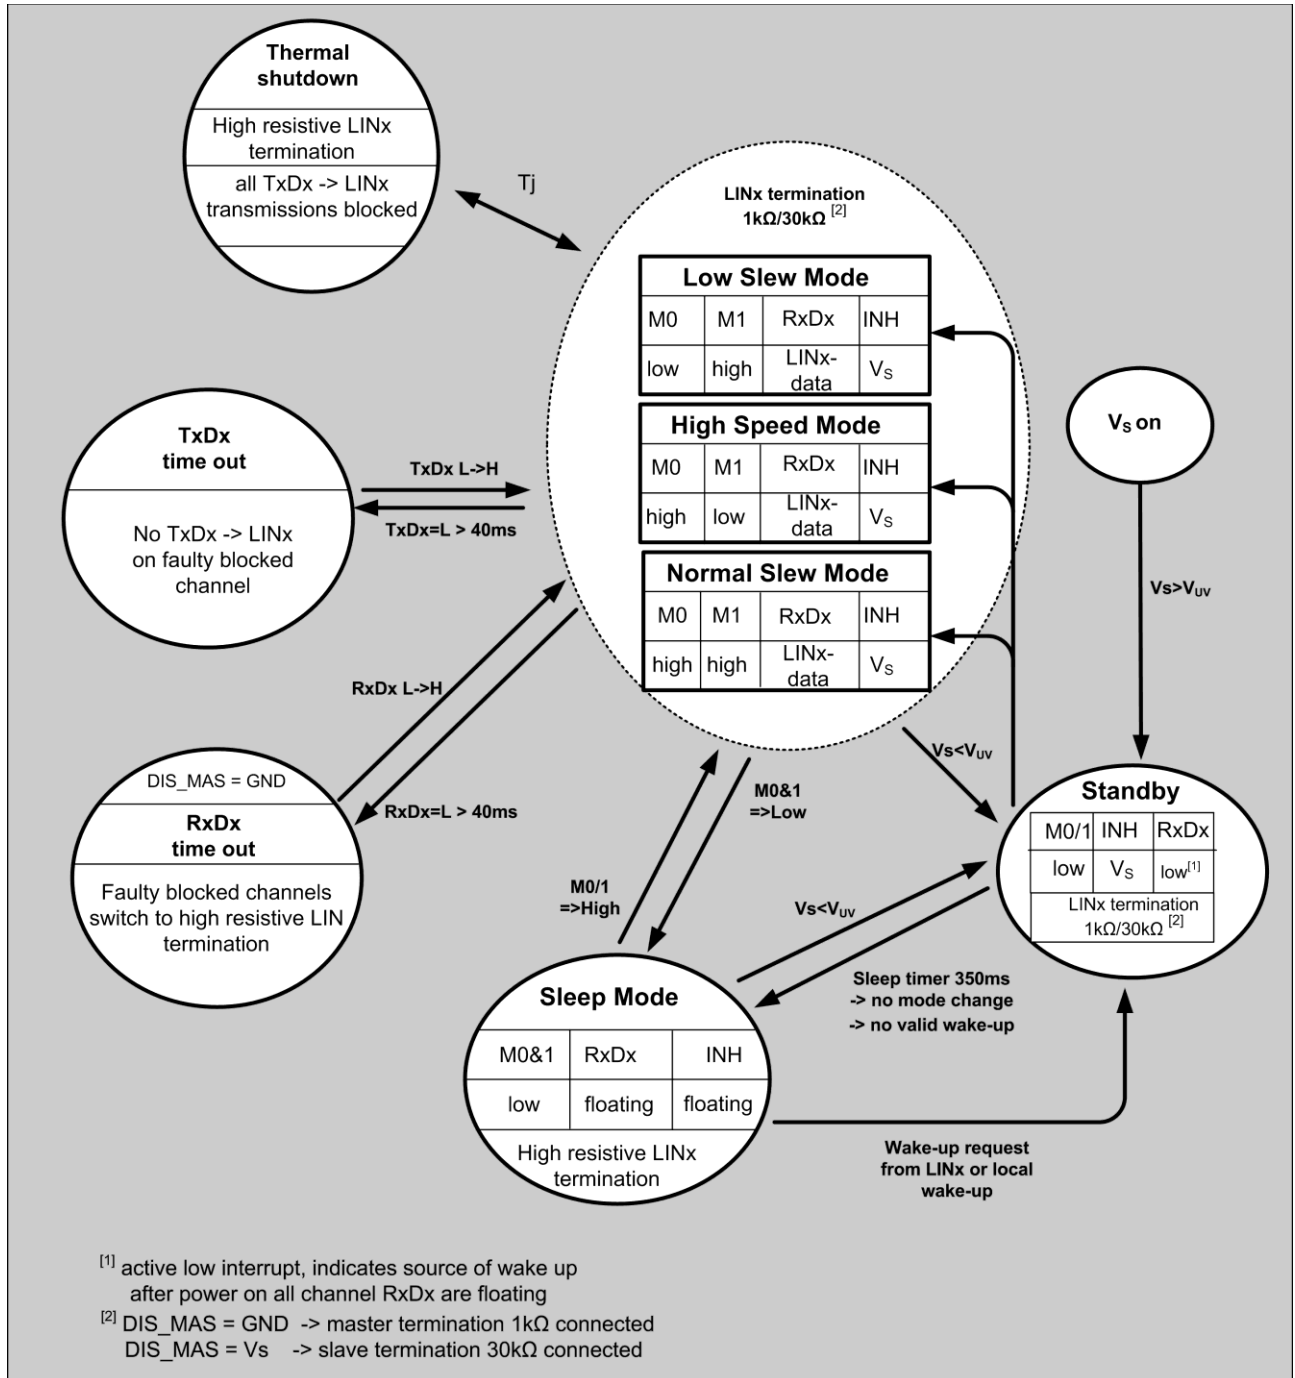 Thermal
shutdown
High resistive LINx
termination
all TxDx -> LINx
transmissions blocked
Tj
LINx termination
1kΩ/30kΩ [2]
Low Slew Mode
M0 M1 RxDx INH
low high LINx-data VS
High Speed Mode
M0 M1 RxDx INH
high low LINx-data VS
Normal Slew Mode
M0 M1 RxDx INH
high high LINx-data VS
VS on
Vs>VUV
TxDx
time out
No TxDx -> LINx
on faulty blocked
channel
TxDx L->H
TxDx=L > 40ms
RxDx L->H
RxDx=L > 40ms
DIS_MAS = GND
RxDx
time out
Faulty blocked channels
switch to high resistive LIN
termination
M0/1
=>High
M0&1
=>Low
Vs<VUV
Vs<VUV
Standby
M0/1 INH RxDx
low VS low[1]
LINx termination
1kΩ/30kΩ [2]
Sleep timer 350ms
-> no mode change
-> no valid wake-up
Sleep Mode
M0&1 RxDx INH
low floating floating
High resistive LINx
termination
Wake-up request
from LINx or local
wake-up
[1] active low interrupt, indicates source of wake up
after power on all channel RxDx are floating
[2] DIS_MAS = GND -> master termination 1kΩ connected
DIS_MAS = Vs -> slave termination 30kΩ connected